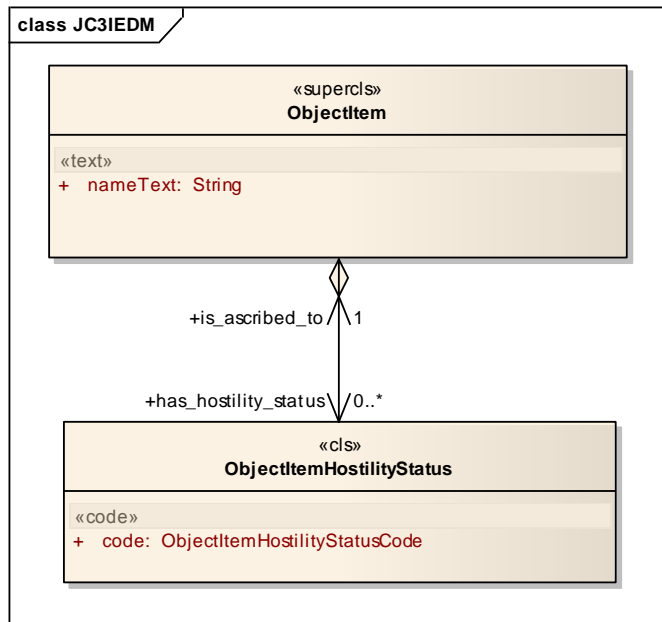 class JC3IEDM
«supercls»
ObjectItem
«text»
+ nameText: String
+is_ascribed_to 1
+has_hostility_status 0..*
«cls»
ObjectItemHostilityStatus
«code»
+ code: ObjectItemHostilityStatusCode